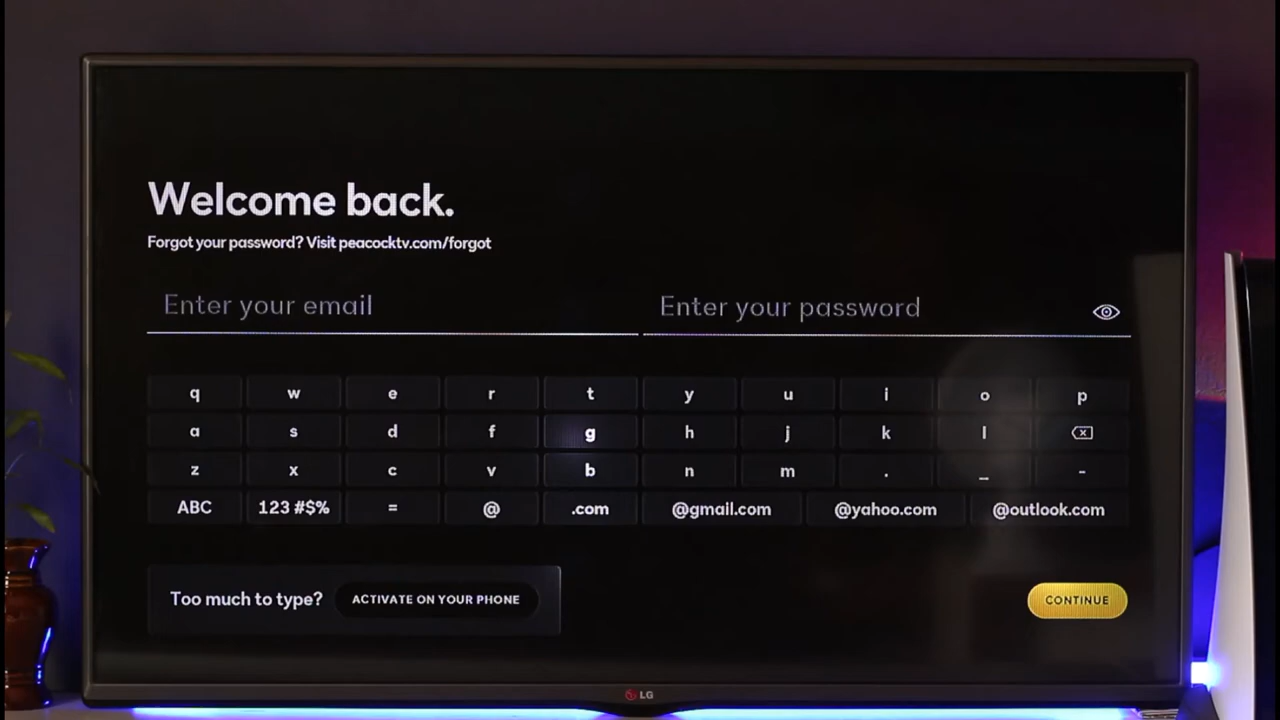 Welcome back.
Forgot your password? Visit peacocktv.com/forgot
Enter your email Enter your password
q w e r t y u i o p
a s d f g h j k l
z x c v b n m . _ -
ABC 123 #$% = @ .com @gmail.com @yahoo.com @outlook.com
Too much to type? ACTIVATE ON YOUR PHONE CONTINUE
LG